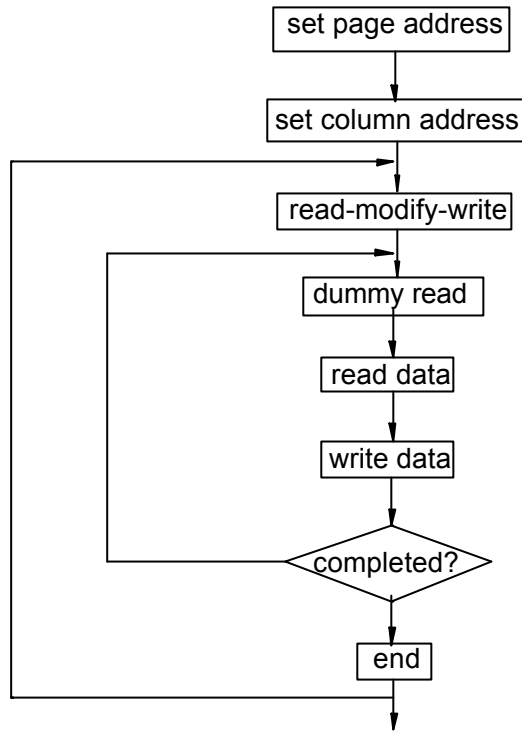 set page address
set column address
read-modify-write
dummy read
read data
write data
completed?
end